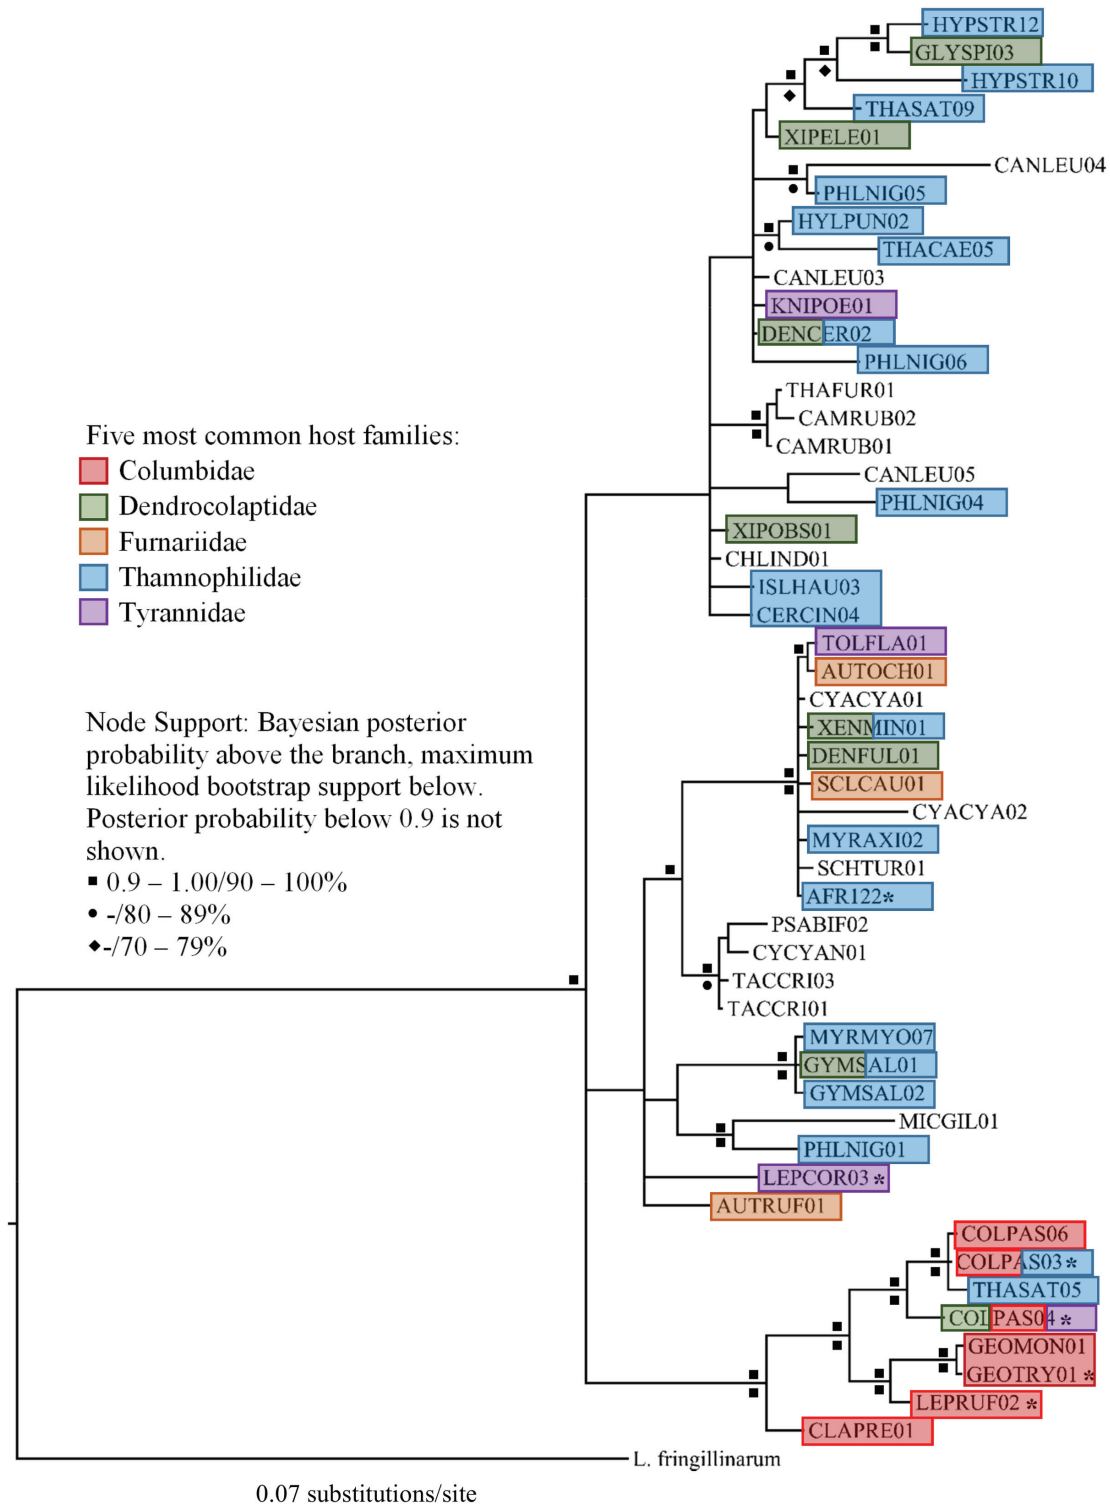 HYPSTR12
GLYSPI03
HYPSTR10
THASAT09
XIPELE01
CANLEU04
PHLNIG05
HYLPUN02
THACAE05
CANLEU03
KNIPOE01
DENCER02
PHLNIG06
THAFUR01
CAMRUB02
CAMRUB01
CANLEU05
PHLNIG04
XIPOBS01
CHLIND01
ISLHAU03
CERCIN04
TOLFLA01
AUTOCH01
CYACYA01
XENMIN01
DENFUL01
SCLCAU01
CYACYA02
MYRAXI02
SCHTUR01
AFR122*
PSABIF02
CYCYAN01
TACCRI03
TACCRI01
MYRMYO07
GYMSAL01
GYMSAL02
MICGIL01
PHLNIG01
LEPCOR03*
AUTRUF01
COLPAS06
COLPAS03*
THASAT05
COLPAS04*
GEOMON01
GEOTRY01*
LEPRUF02*
CLAPRE01
L. fringillinarum
Five most common host families:
Columbidae
Dendrocolaptidae
Furnariidae
Thamnophilidae
Tyrannidae
Node Support: Bayesian posterior
probability above the branch, maximum
likelihood bootstrap support below.
Posterior probability below 0.9 is not
shown.
■ 0.9 – 1.00/90 – 100%
● -/80 – 89%
◆-/70 – 79%
0.07 substitutions/site